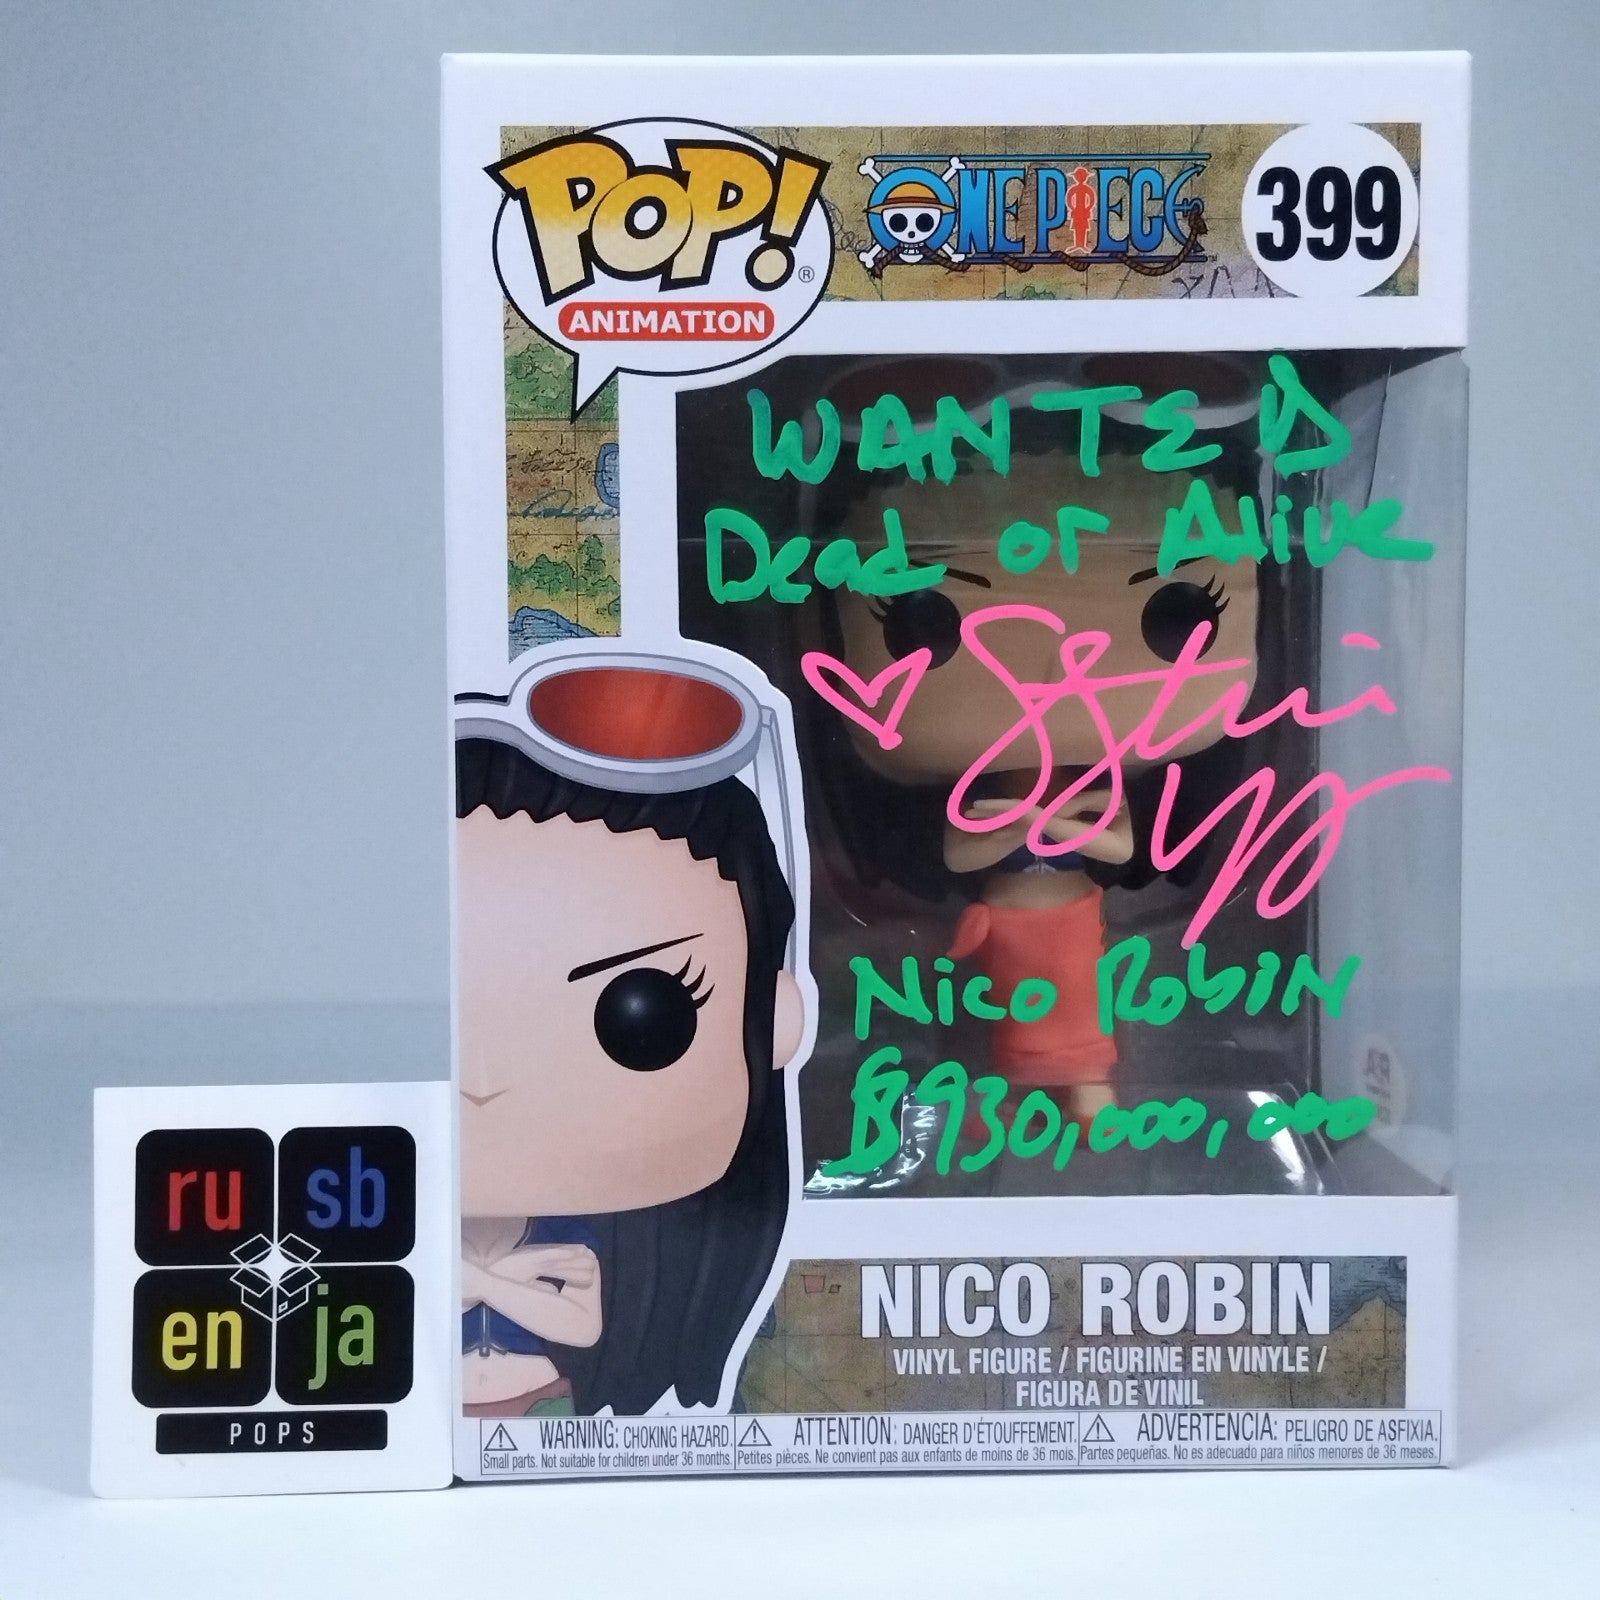 POP!®
ANIMATION
ONE PIECE™
399
WANTED
Dead or Alive
Nico Robin
฿930,000,000
NICO ROBIN
VINYL FIGURE / FIGURINE EN VINYLE /
FIGURA DE VINIL
WARNING: CHOKING HAZARD.
Small parts. Not suitable for children under 36 months.
ATTENTION: DANGER D'ÉTOUFFEMENT.
Petites pièces. Ne convient pas aux enfants de moins de 36 mois.
ADVERTENCIA: PELIGRO DE ASFIXIA.
Partes pequeñas. No es adecuado para niños menores de 36 meses.
ru sb
en ja
POPS